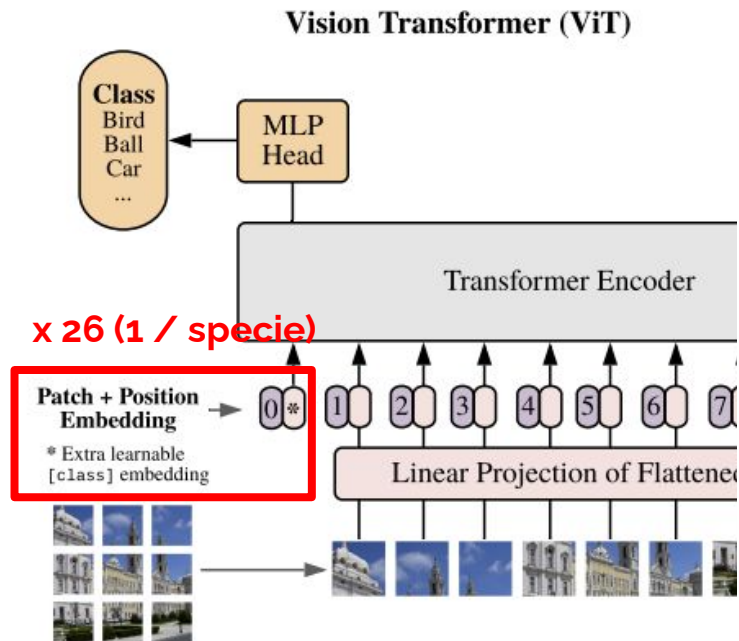 Vision Transformer (ViT)
Class
Bird
Ball
Car
...
MLP
Head
Transformer Encoder
x 26 (1 / specie)
Patch + Position
Embedding
* Extra learnable
[class] embedding
0 * 1 2 3 4 5 6 7
Linear Projection of Flattened